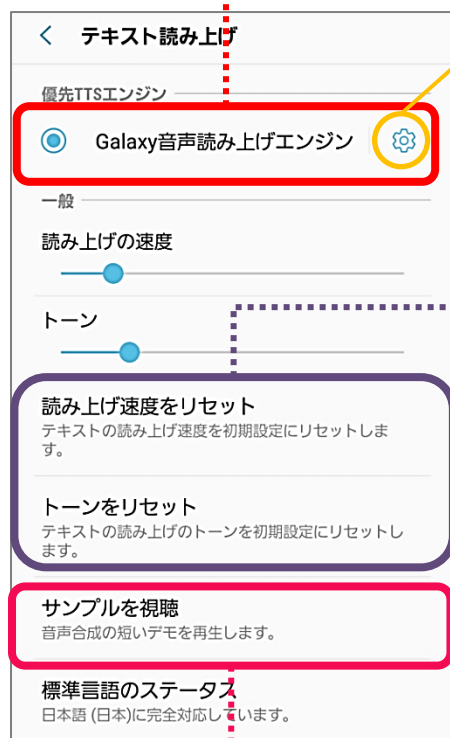 テキスト読み上げ
優先TTSエンジン
Galaxy音声読み上げエンジン
一般
読み上げの速度
トーン
読み上げ速度をリセット
テキストの読み上げ速度を初期設定にリセットしま
す。
トーンをリセット
テキストの読み上げのトーンを初期設定にリセットし
ます。
サンプルを視聴
音声合成の短いデモを再生します。
標準言語のステータス
日本語 (日本)に完全対応しています。